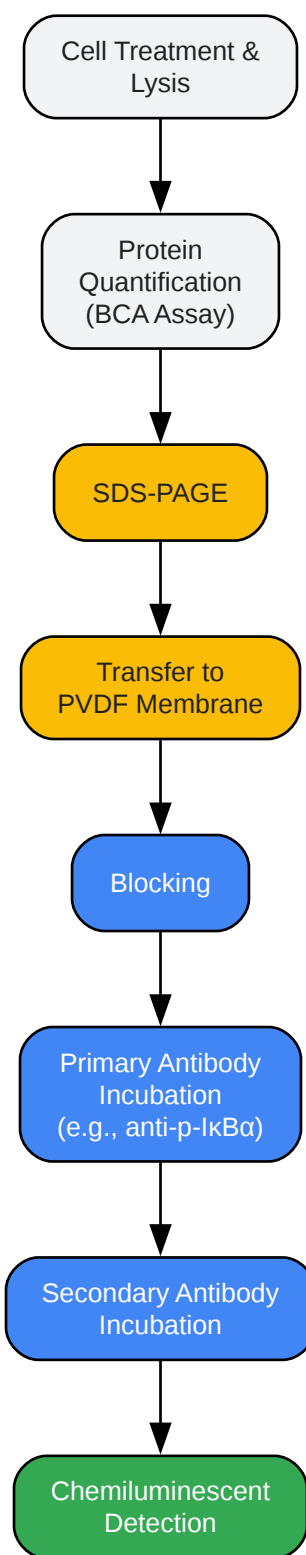 Cell Treatment &
Lysis
Protein
Quantification
(BCA Assay)
SDS-PAGE
Transfer to
PVDF Membrane
Blocking
Primary Antibody
Incubation
(e.g., anti-p-IκBα)
Secondary Antibody
Incubation
Chemiluminescent
Detection